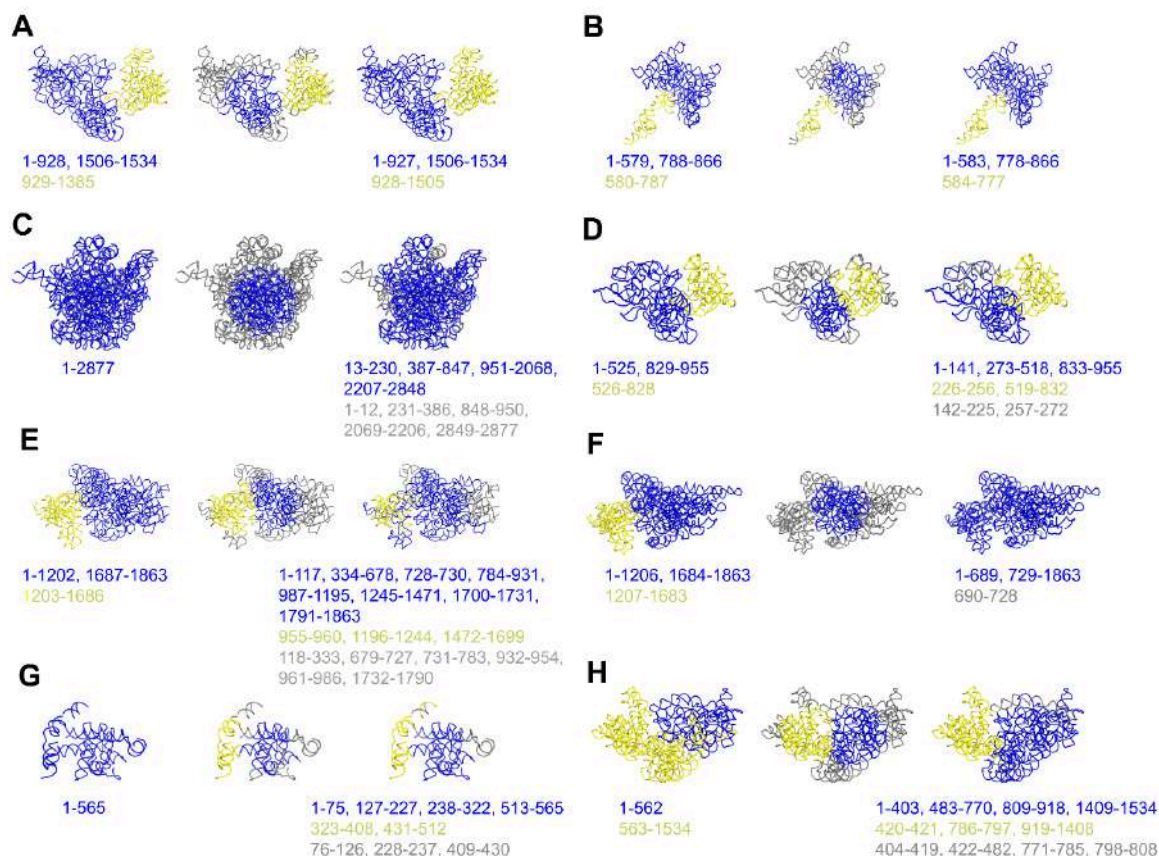 A
B
1-928, 1506-1534
929-1385
1-927, 1506-1534
928-1505
1-579, 788-866
580-787
1-583, 778-866
584-777
C
D
1-2877
13-230, 387-847, 951-2068,
2207-2848
1-12, 231-386, 848-950,
2069-2206, 2849-2877
1-525, 829-955
526-828
1-141, 273-518, 833-955
226-256, 519-832
142-225, 257-272
E
F
1-1202, 1687-1863
1203-1686
1-117, 334-678, 728-730, 784-931,
987-1195, 1245-1471, 1700-1731,
1791-1863
955-960, 1196-1244, 1472-1699
118-333, 679-727, 731-783, 932-954,
961-986, 1732-1790
1-1206, 1684-1863
1207-1683
1-689, 729-1863
690-728
G
H
1-565
1-75, 127-227, 238-322, 513-565
323-408, 431-512
76-126, 228-237, 409-430
1-562
563-1534
1-403, 483-770, 809-918, 1409-1534
420-421, 786-797, 919-1408
404-419, 422-482, 771-785, 798-808